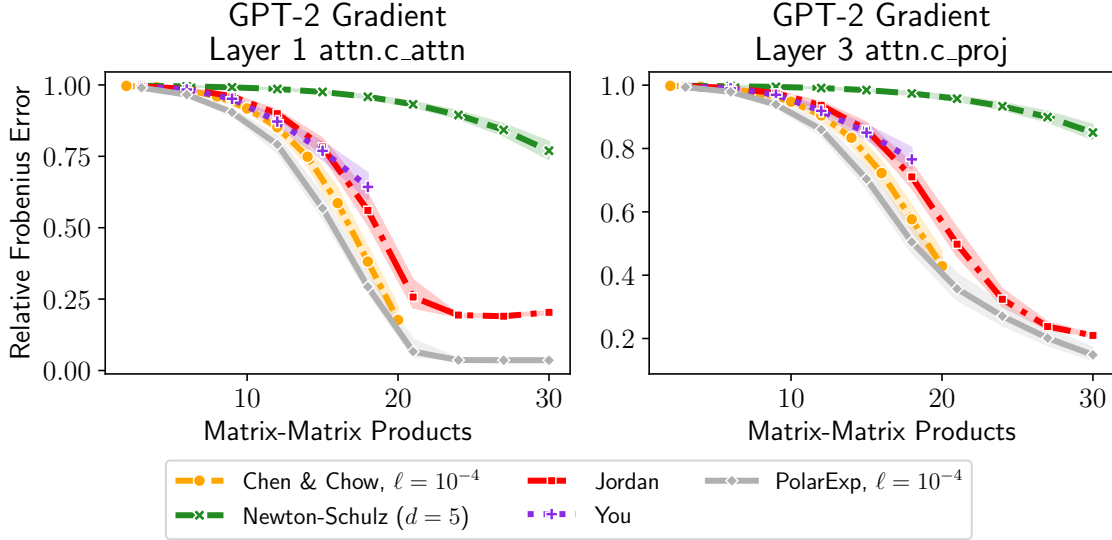 GPT-2 Gradient
Layer 1 attn.c_attn
GPT-2 Gradient
Layer 3 attn.c_proj
Relative Frobenius Error
1.00
0.75
0.50
0.25
0.00
1.0
0.8
0.6
0.4
0.2
10
20
30
10
20
30
Matrix-Matrix Products
Matrix-Matrix Products
Chen & Chow, ℓ = 10⁻⁴
Newton-Schulz (d = 5)
Jordan
You
PolarExp, ℓ = 10⁻⁴